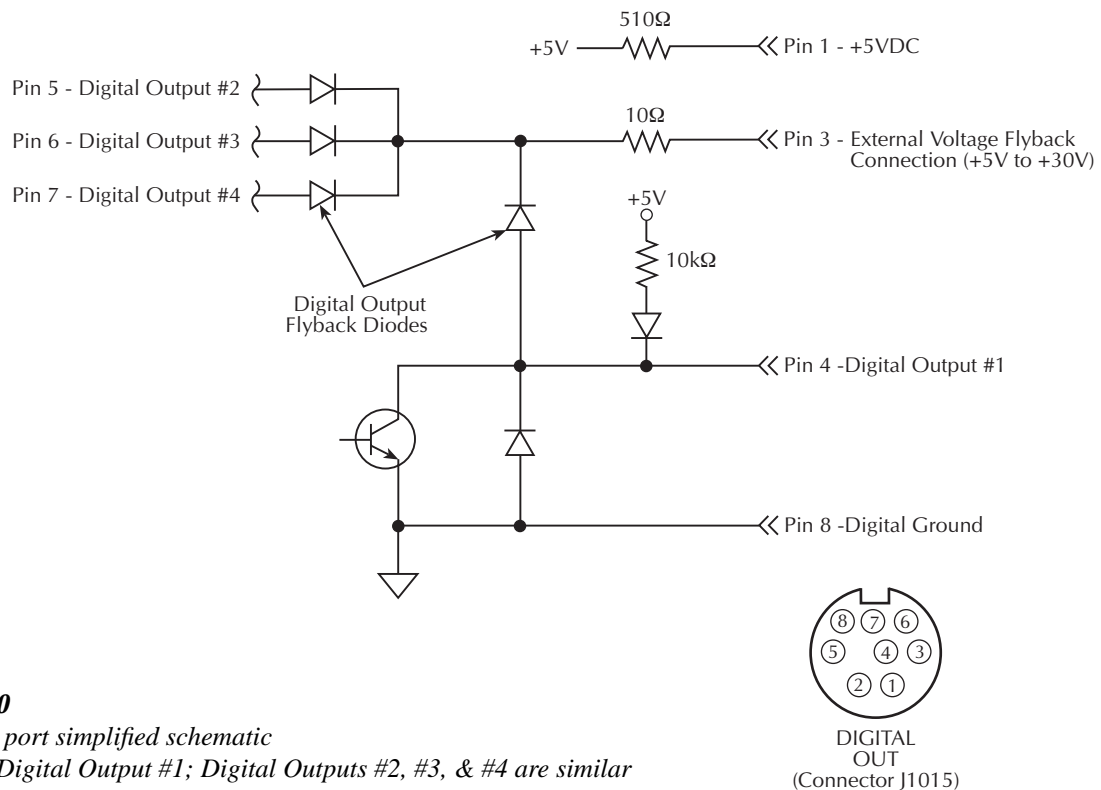 510Ω
+5V
Pin 1 - +5VDC
Pin 5 - Digital Output #2
10Ω
Pin 6 - Digital Output #3
Pin 3 - External Voltage Flyback
Connection (+5V to +30V)
Pin 7 - Digital Output #4
+5V
10kΩ
Digital Output
Flyback Diodes
Pin 4 -Digital Output #1
Pin 8 -Digital Ground
8 7 6
5 4 3
2 1
DIGITAL
OUT
(Connector J1015)
0
port simplified schematic
Digital Output #1; Digital Outputs #2, #3, & #4 are similar